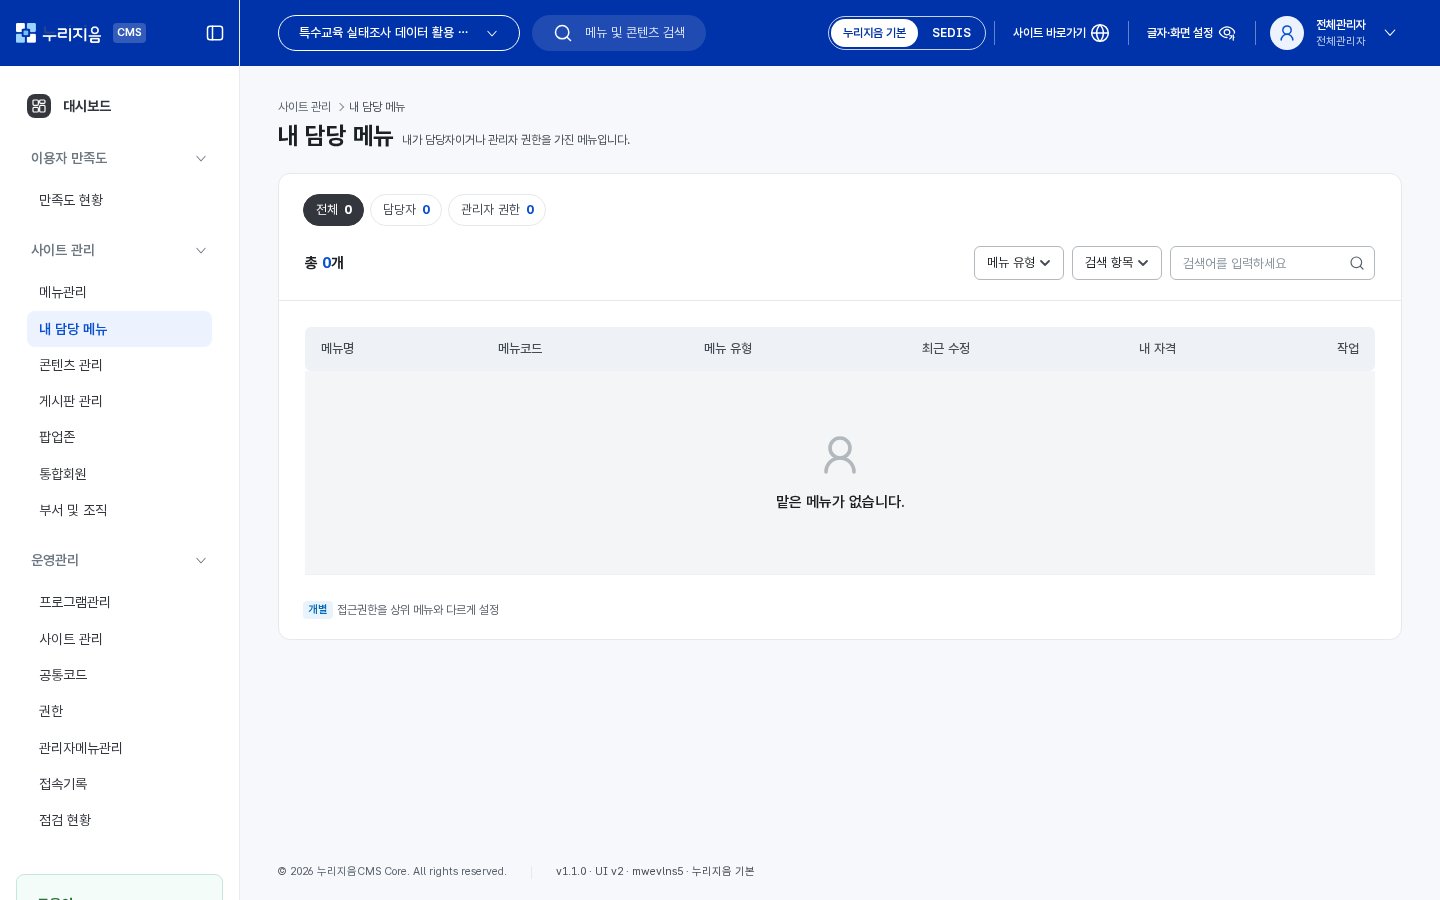 누리지음 CMS
특수교육 실태조사 데이터 활용 ···
메뉴 및 콘텐츠 검색
누리지음 기본
SEDIS
사이트 바로가기
글자·화면 설정
전체관리자
전체관리자
대시보드
이용자 만족도
만족도 현황
사이트 관리
메뉴관리
내 담당 메뉴
콘텐츠 관리
게시판 관리
팝업존
통합회원
부서 및 조직
운영관리
프로그램관리
사이트 관리
공통코드
권한
관리자메뉴관리
접속기록
점검 현황
사이트 관리 > 내 담당 메뉴
내 담당 메뉴 내가 담당자이거나 관리자 권한을 가진 메뉴입니다.
전체 0 담당자 0 관리자 권한 0
총 0개
메뉴 유형
검색 항목
검색어를 입력하세요
메뉴명 메뉴코드 메뉴 유형 최근 수정 내 자격 작업
맡은 메뉴가 없습니다.
개별 접근권한을 상위 메뉴와 다르게 설정
© 2026 누리지음CMS Core. All rights reserved.
v1.1.0 · UI v2 · mwevlns5 · 누리지음 기본